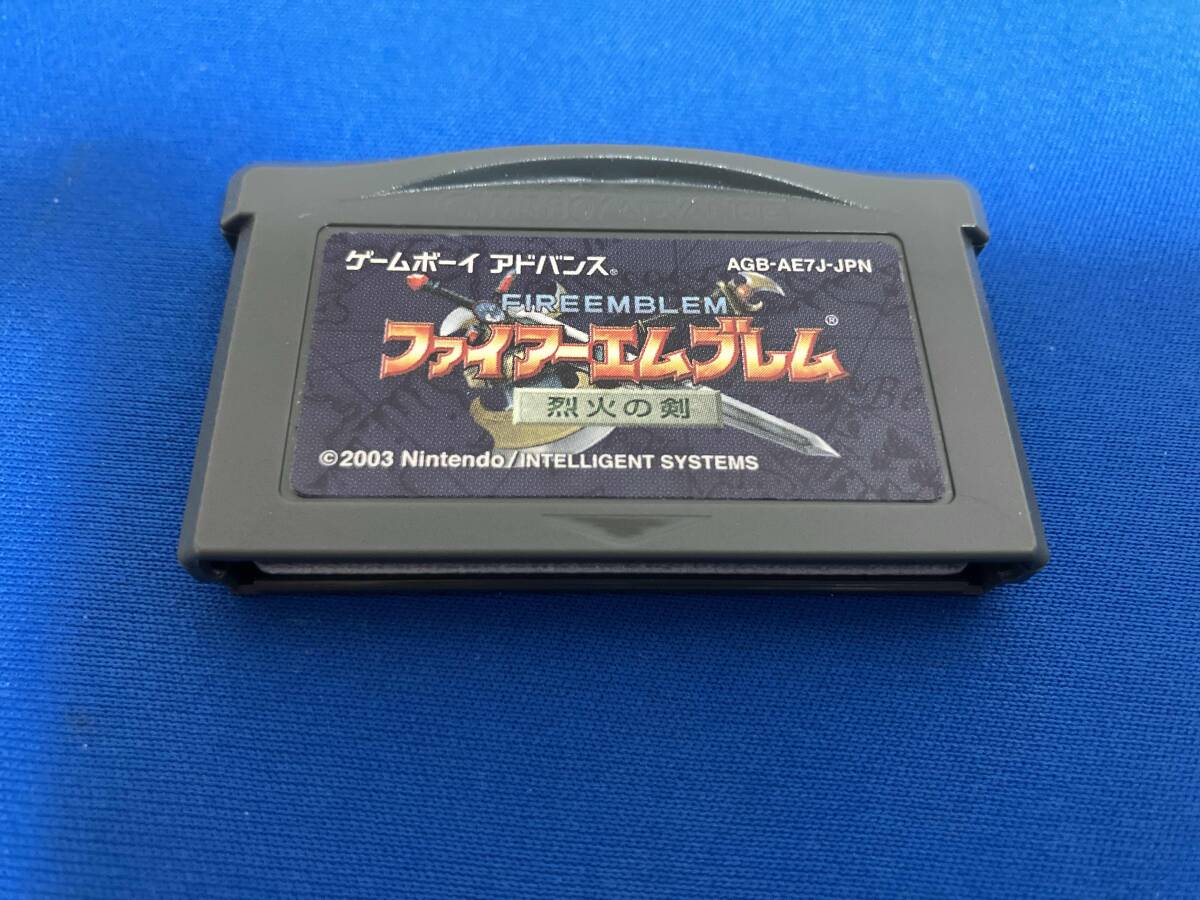 ゲームボーイ アドバンス®
AGB-AE7J-JPN
FIREEMBLEM
ファイアーエムブレム®
烈火の剣
©2003 Nintendo/INTELLIGENT SYSTEMS